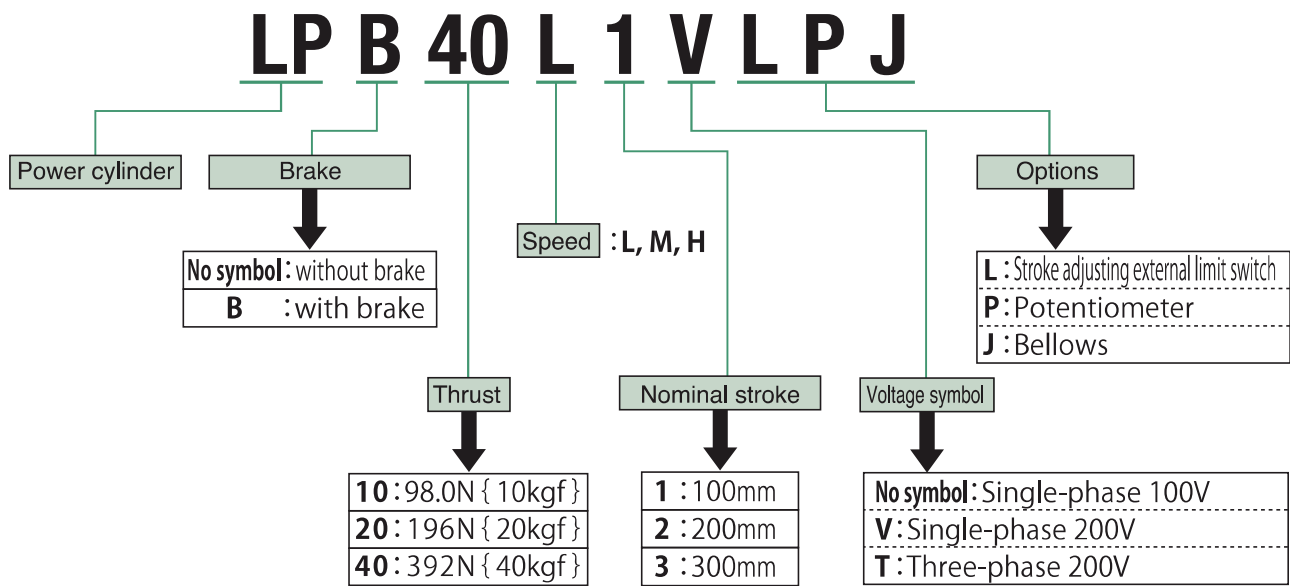 LP B 40 L 1 V L P J
Power cylinder
Brake
No symbol : without brake
B : with brake
Thrust
10 : 98.0N { 10kgf }
20 : 196N { 20kgf }
40 : 392N { 40kgf }
Speed : L, M, H
Nominal stroke
1 : 100mm
2 : 200mm
3 : 300mm
Voltage symbol
No symbol : Single-phase 100V
V : Single-phase 200V
T : Three-phase 200V
Options
L : Stroke adjusting external limit switch
P : Potentiometer
J : Bellows